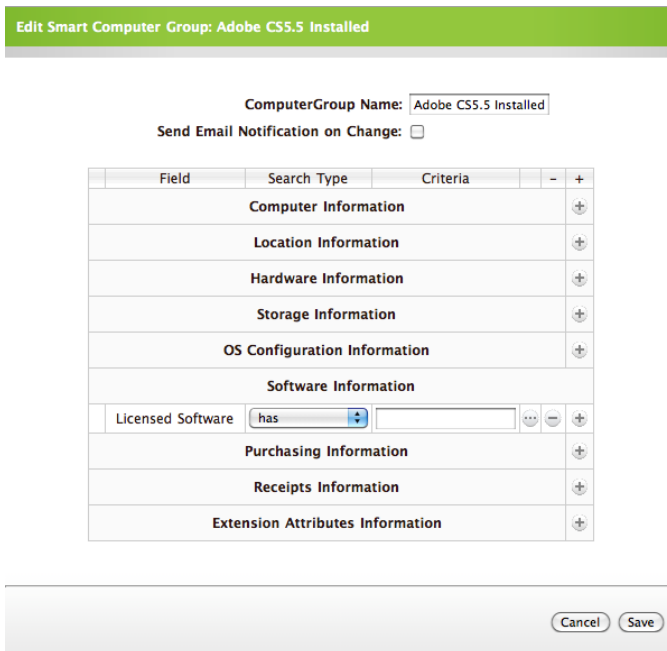 Edit Smart Computer Group: Adobe CS5.5 Installed
ComputerGroup Name: Adobe CS5.5 Installed
Send Email Notification on Change:
Field Search Type Criteria - +
Computer Information +
Location Information +
Hardware Information +
Storage Information +
OS Configuration Information +
Software Information
Licensed Software has ... - +
Purchasing Information +
Receipts Information +
Extension Attributes Information +
Cancel Save